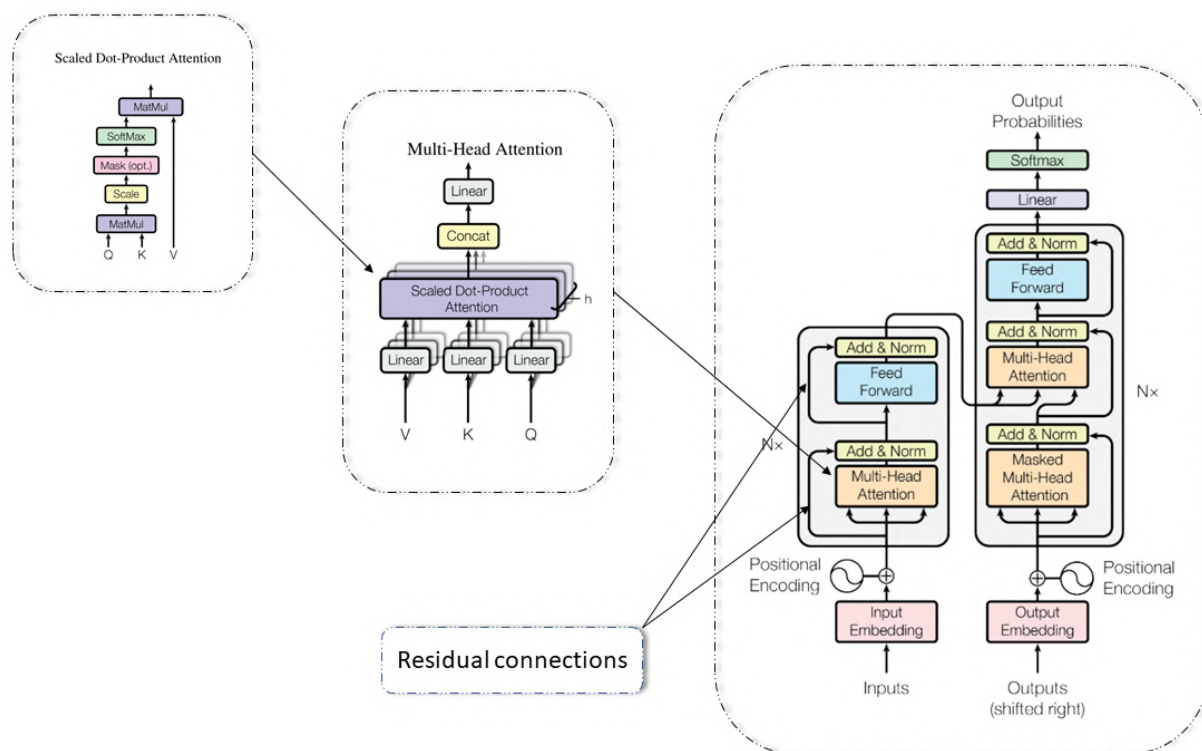 Scaled Dot-Product Attention
MatMul
SoftMax
Mask (opt.)
Scale
MatMul
Q K V
Multi-Head Attention
Linear
Concat
Scaled Dot-Product
Attention
h
Linear Linear Linear
V K Q
Output
Probabilities
Softmax
Linear
Add & Norm
Feed
Forward
Add & Norm
Multi-Head
Attention
Nx
Add & Norm
Masked
Multi-Head
Attention
Add & Norm
Feed
Forward
Nx
Add & Norm
Multi-Head
Attention
Positional
Encoding
Positional
Encoding
Input
Embedding
Output
Embedding
Inputs
Outputs
(shifted right)
Residual connections